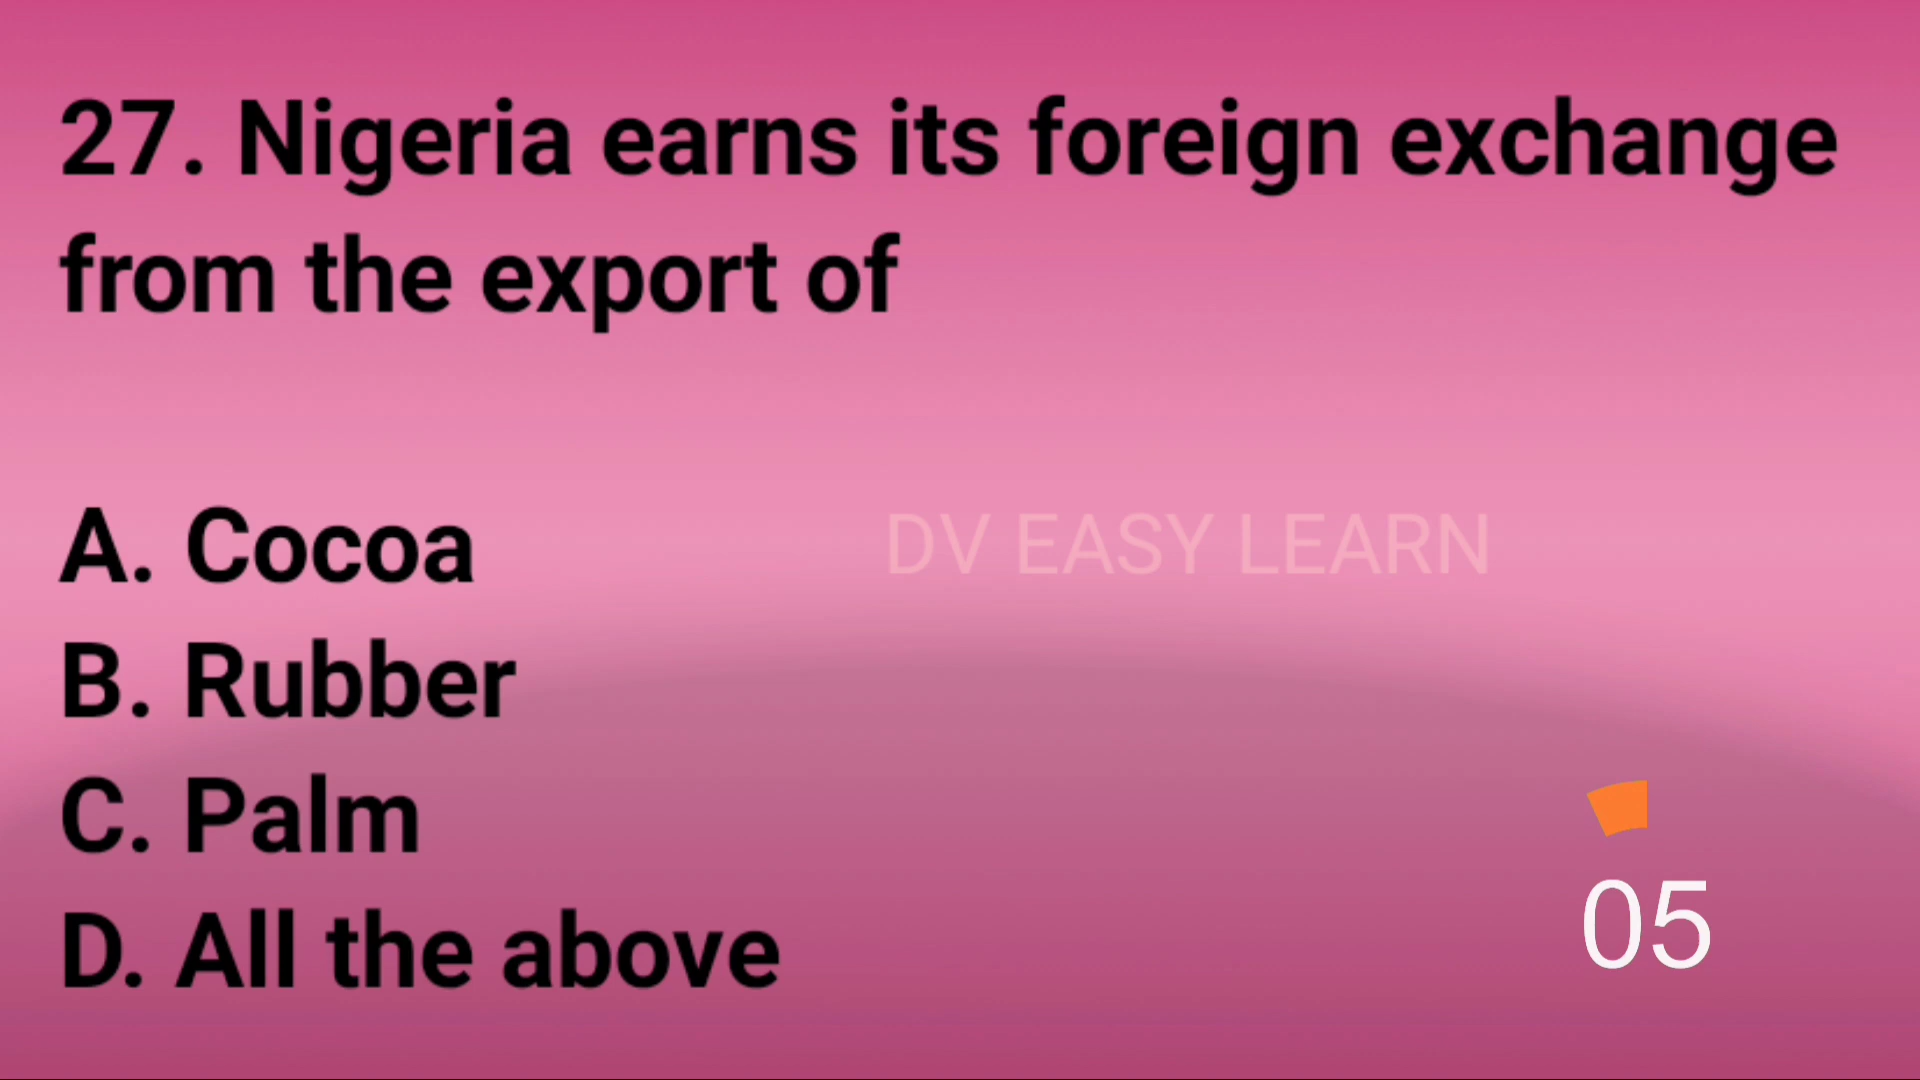 27. Nigeria earns its foreign exchange
from the export of
A. Cocoa
DV EASY LEARN
B. Rubber
C. Palm
D. All the above
05